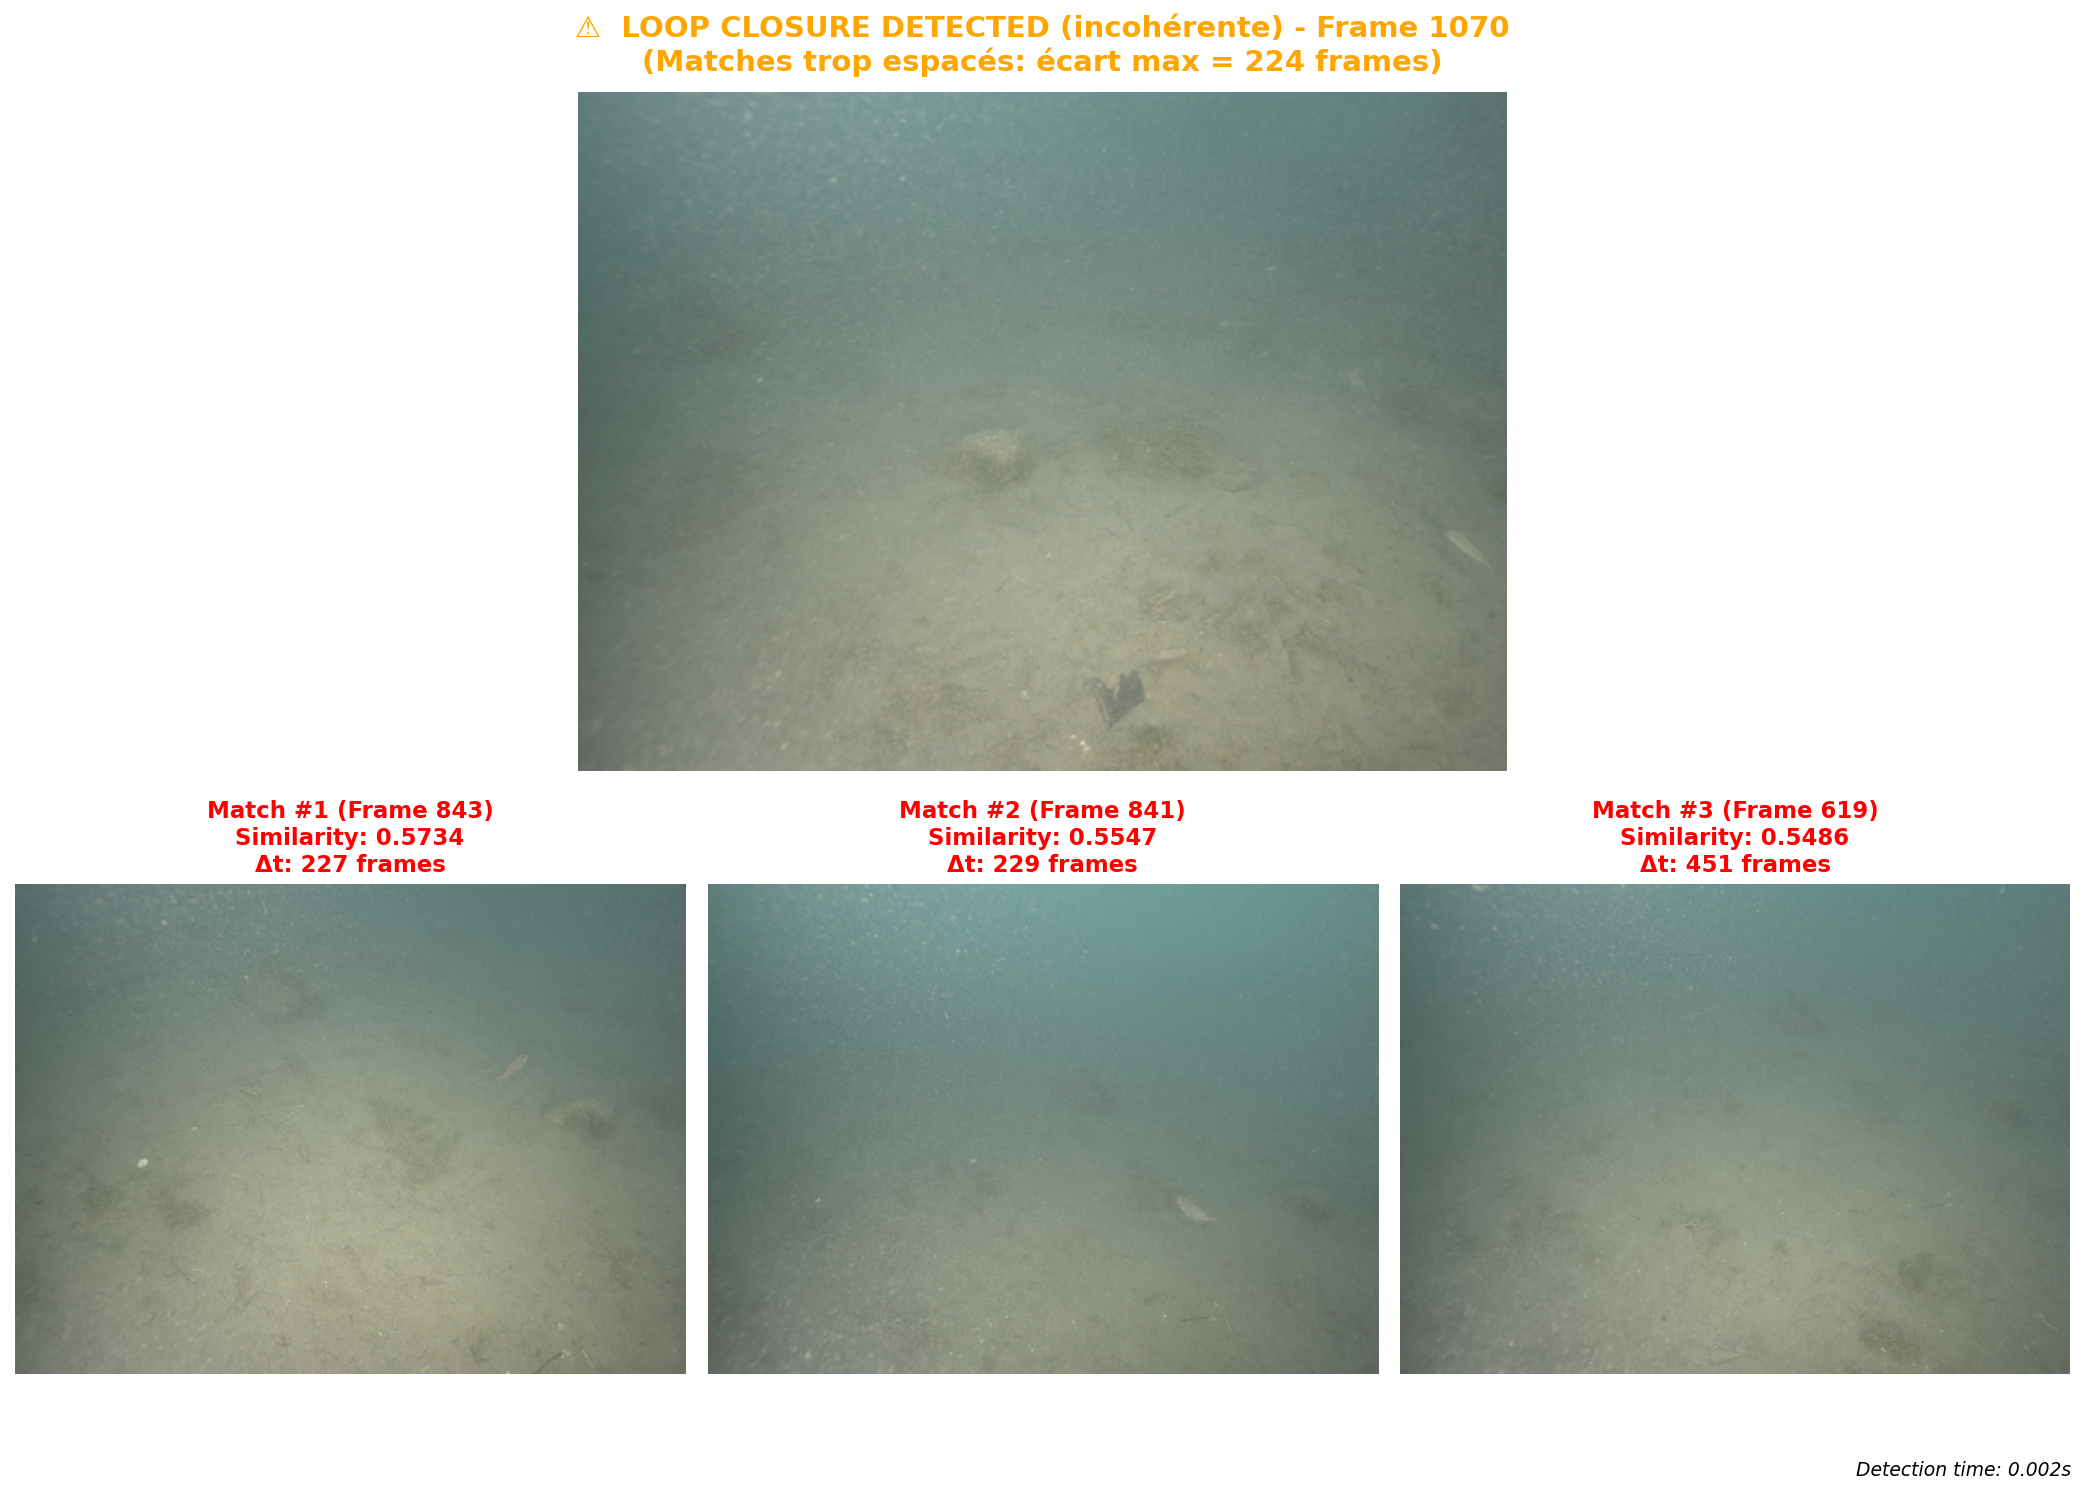 ⚠ LOOP CLOSURE DETECTED (incohérente) - Frame 1070
(Matches trop espacés: écart max = 224 frames)
Match #1 (Frame 843)
Similarity: 0.5734
Δt: 227 frames
Match #2 (Frame 841)
Similarity: 0.5547
Δt: 229 frames
Match #3 (Frame 619)
Similarity: 0.5486
Δt: 451 frames
Detection time: 0.002s